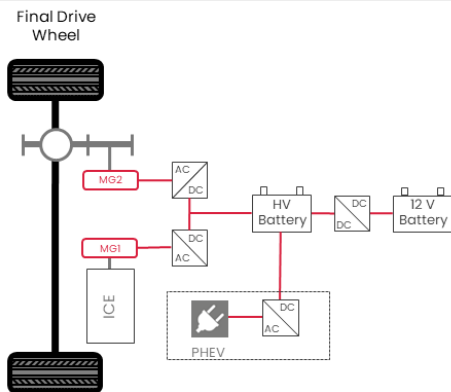 Final Drive
Wheel
AC
DC
MG2
HV
Battery
DC
DC
12 V
Battery
MG1
DC
AC
ICE
DC
AC
PHEV